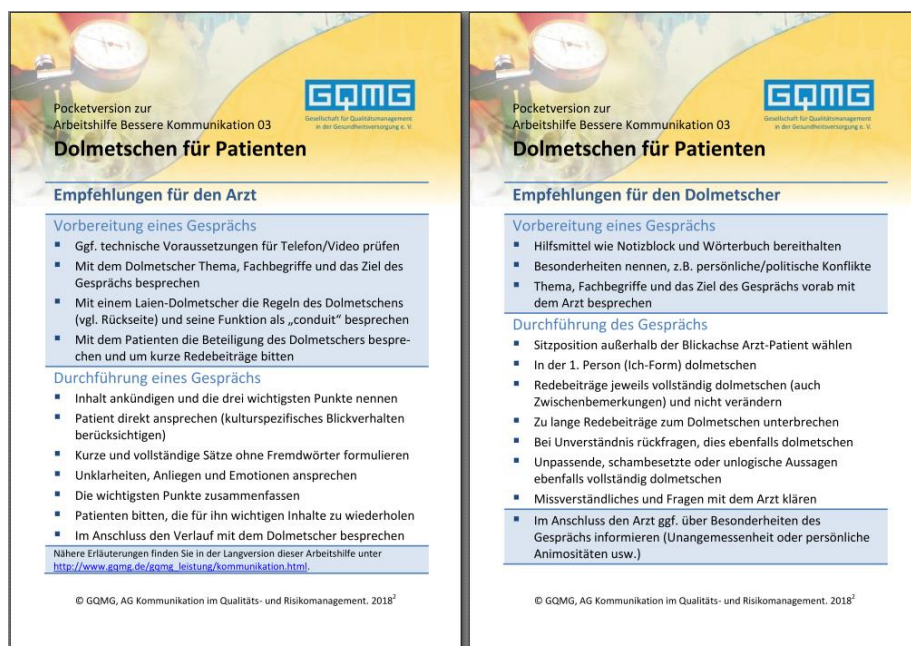 GQMG
Gesellschaft für Qualitätsmanagement
in der Gesundheitsversorgung e. V.
Pocketversion zur
Arbeitshilfe Bessere Kommunikation 03
Dolmetschen für Patienten
Empfehlungen für den Arzt
Vorbereitung eines Gesprächs
▪ Ggf. technische Voraussetzungen für Telefon/Video prüfen
▪ Mit dem Dolmetscher Thema, Fachbegriffe und das Ziel des
Gesprächs besprechen
▪ Mit einem Laien-Dolmetscher die Regeln des Dolmetschens
(vgl. Rückseite) und seine Funktion als „conduit“ besprechen
▪ Mit dem Patienten die Beteiligung des Dolmetschers bespre-
chen und um kurze Redebeiträge bitten
Durchführung eines Gesprächs
▪ Inhalt ankündigen und die drei wichtigsten Punkte nennen
▪ Patient direkt ansprechen (kulturspezifisches Blickverhalten
berücksichtigen)
▪ Kurze und vollständige Sätze ohne Fremdwörter formulieren
▪ Unklarheiten, Anliegen und Emotionen ansprechen
▪ Die wichtigsten Punkte zusammenfassen
▪ Patienten bitten, die für ihn wichtigen Inhalte zu wiederholen
▪ Im Anschluss den Verlauf mit dem Dolmetscher besprechen
Nähere Erläuterungen finden Sie in der Langversion dieser Arbeitshilfe unter
http://www.gqmg.de/gqmg_leistung/kommunikation.html.
© GQMG, AG Kommunikation im Qualitäts- und Risikomanagement. 2018²
GQMG
Gesellschaft für Qualitätsmanagement
in der Gesundheitsversorgung e. V.
Pocketversion zur
Arbeitshilfe Bessere Kommunikation 03
Dolmetschen für Patienten
Empfehlungen für den Dolmetscher
Vorbereitung eines Gesprächs
▪ Hilfsmittel wie Notizblock und Wörterbuch bereithalten
▪ Besonderheiten nennen, z.B. persönliche/politische Konflikte
▪ Thema, Fachbegriffe und das Ziel des Gesprächs vorab mit
dem Arzt besprechen
Durchführung des Gesprächs
▪ Sitzposition außerhalb der Blickachse Arzt-Patient wählen
▪ In der 1. Person (Ich-Form) dolmetschen
▪ Redebeiträge jeweils vollständig dolmetschen (auch
Zwischenbemerkungen) und nicht verändern
▪ Zu lange Redebeiträge zum Dolmetschen unterbrechen
▪ Bei Unverständnis rückfragen, dies ebenfalls dolmetschen
▪ Unpassende, schambesetzte oder unlogische Aussagen
ebenfalls vollständig dolmetschen
▪ Missverständliches und Fragen mit dem Arzt klären
▪ Im Anschluss den Arzt ggf. über Besonderheiten des
Gesprächs informieren (Unangemessenheit oder persönliche
Animositäten usw.)
© GQMG, AG Kommunikation im Qualitäts- und Risikomanagement. 2018²